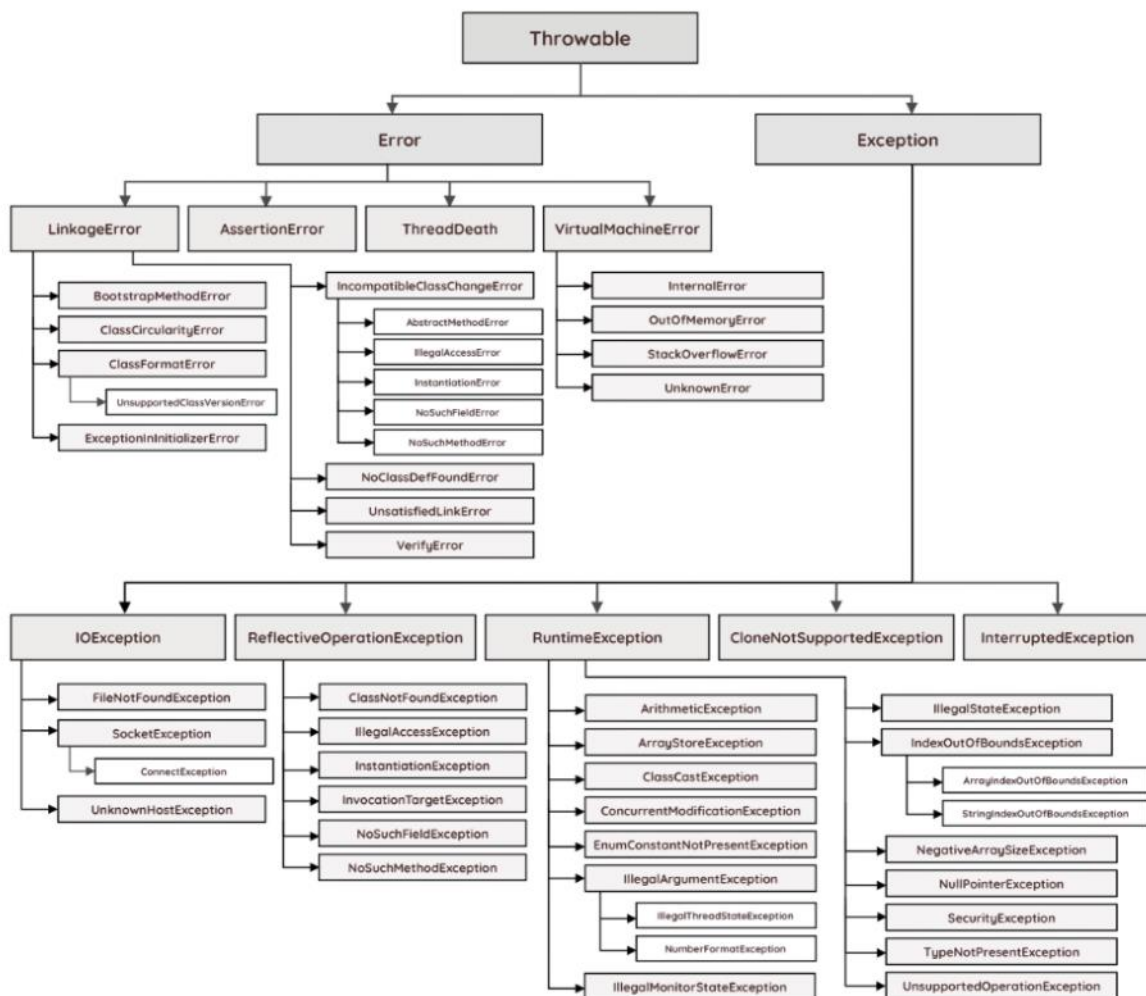 Throwable
Error
Exception
LinkageError
AssertionError
ThreadDeath
VirtualMachineError
BootstrapMethodError
ClassCircularityError
ClassFormatError
UnsupportedClassVersionError
ExceptionInInitializerError
IncompatibleClassChangeError
AbstractMethodError
IllegalAccessError
InstantiationError
NoSuchFieldError
NoSuchMethodError
NoClassDefFoundError
UnsatisfiedLinkError
VerifyError
InternalError
OutOfMemoryError
StackOverflowError
UnknownError
IOException
ReflectiveOperationException
RuntimeException
CloneNotSupportedException
InterruptedException
FileNotFoundException
SocketException
ConnectException
UnknownHostException
ClassNotFoundException
IllegalAccessException
InstantiationException
InvocationTargetException
NoSuchFieldException
NoSuchMethodException
ArithmeticException
ArrayStoreException
ClassCastException
ConcurrentModificationException
EnumConstantNotPresentException
IllegalArgumentException
IllegalThreadStateException
NumberFormatException
IllegalMonitorStateException
IllegalStateException
IndexOutOfBoundsException
ArrayIndexOutOfBoundsException
StringIndexOutOfBoundsException
NegativeArraySizeException
NullPointerException
SecurityException
TypeNotPresentException
UnsupportedOperationException